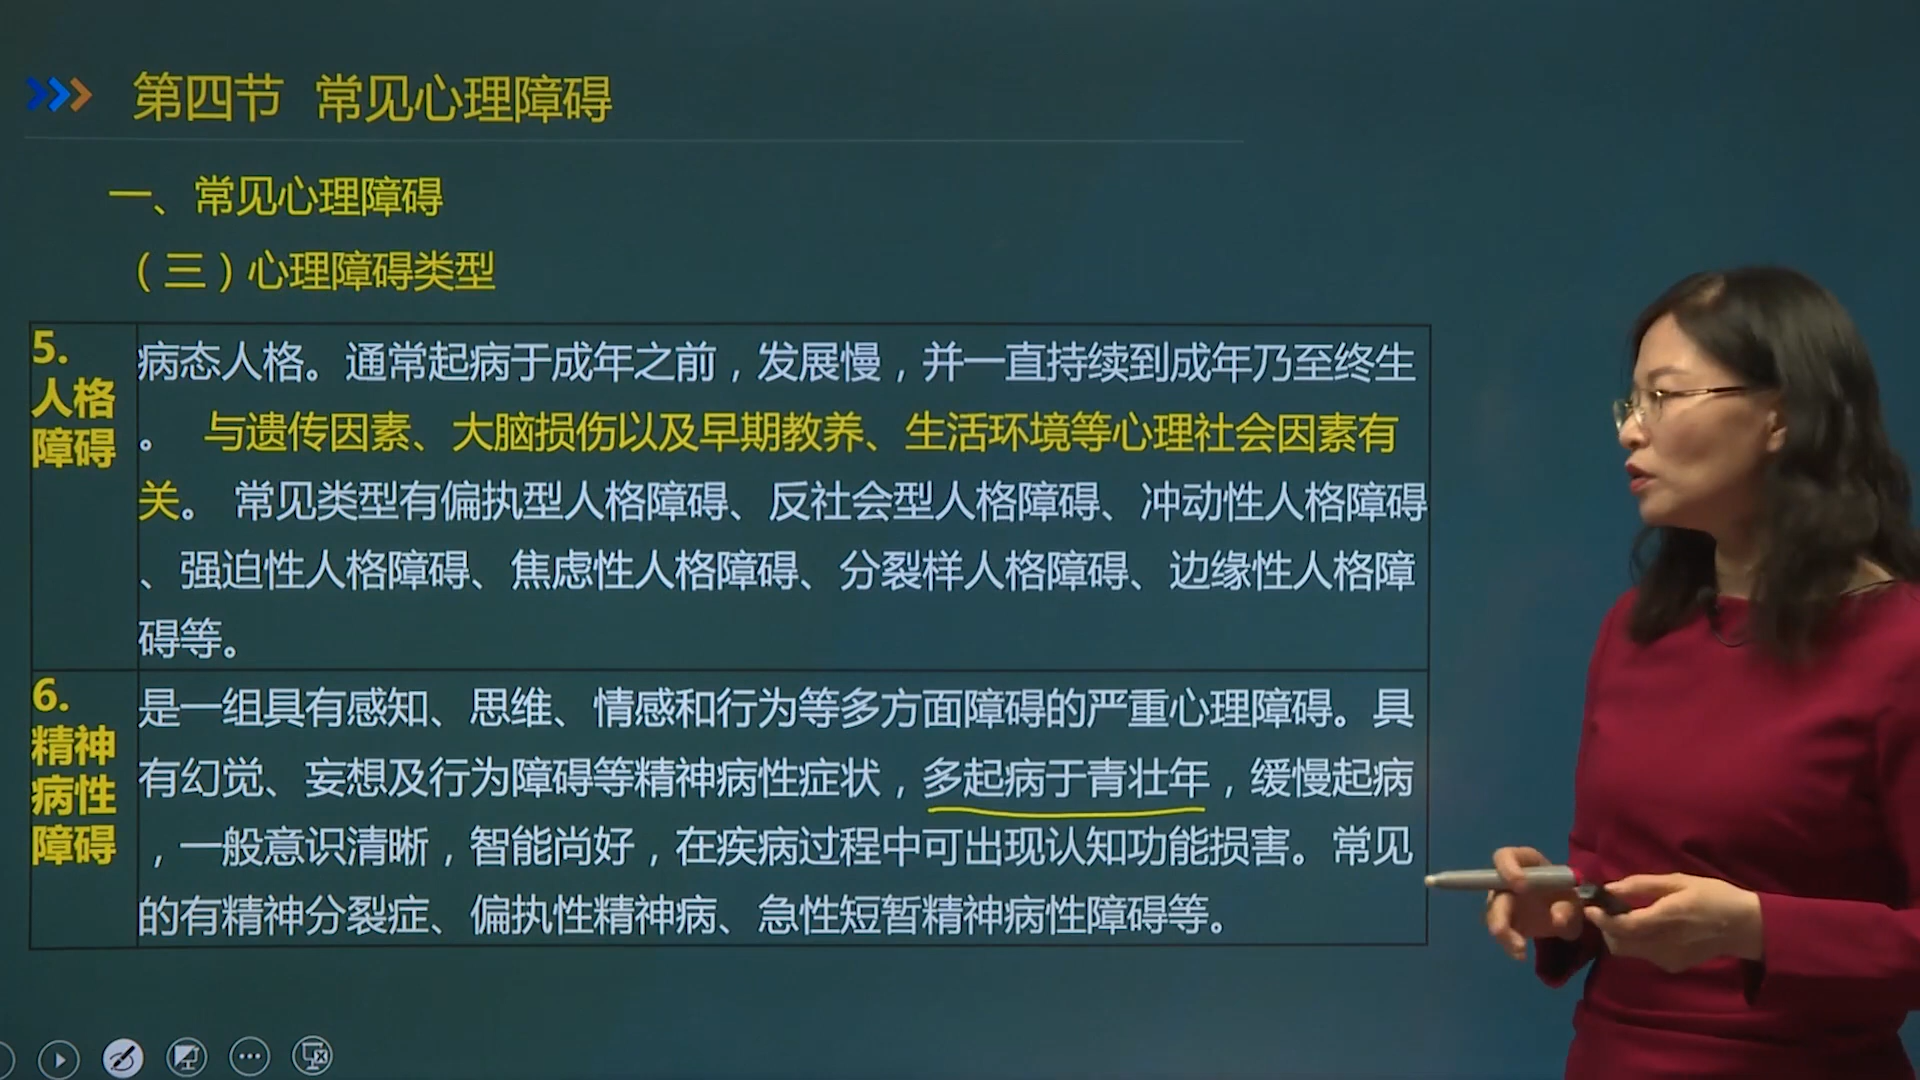 第四节 常见心理障碍
一、常见心理障碍
（三）心理障碍类型
5.
人格
障碍
病态人格。通常起病于成年之前，发展慢，并一直持续到成年乃至终生
。 与遗传因素、大脑损伤以及早期教养、生活环境等心理社会因素有
关。 常见类型有偏执型人格障碍、反社会型人格障碍、冲动性人格障碍
、强迫性人格障碍、焦虑性人格障碍、分裂样人格障碍、边缘性人格障
碍等。
6.
精神
病性
障碍
是一组具有感知、思维、情感和行为等多方面障碍的严重心理障碍。具
有幻觉、妄想及行为障碍等精神病性症状，多起病于青壮年，缓慢起病
，一般意识清晰，智能尚好，在疾病过程中可出现认知功能损害。常见
的有精神分裂症、偏执性精神病、急性短暂精神病性障碍等。